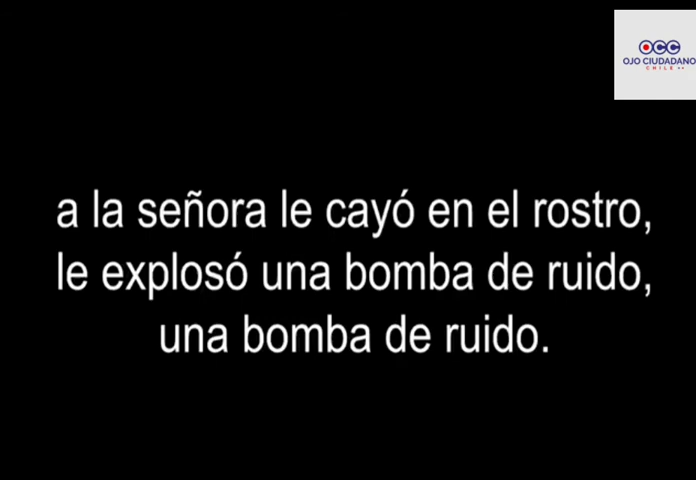 OCC
OJO CIUDADANO
CHILE
a la señora le cayó en el rostro,
le explosó una bomba de ruido,
una bomba de ruido.